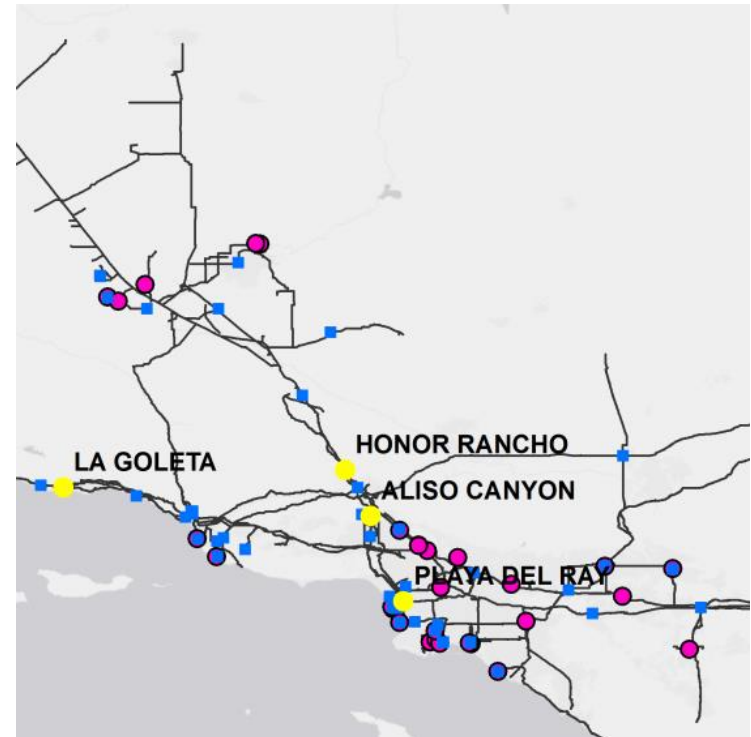 HONOR RANCHO
LA GOLETA
ALISO CANYON
PLAYA DEL RAY